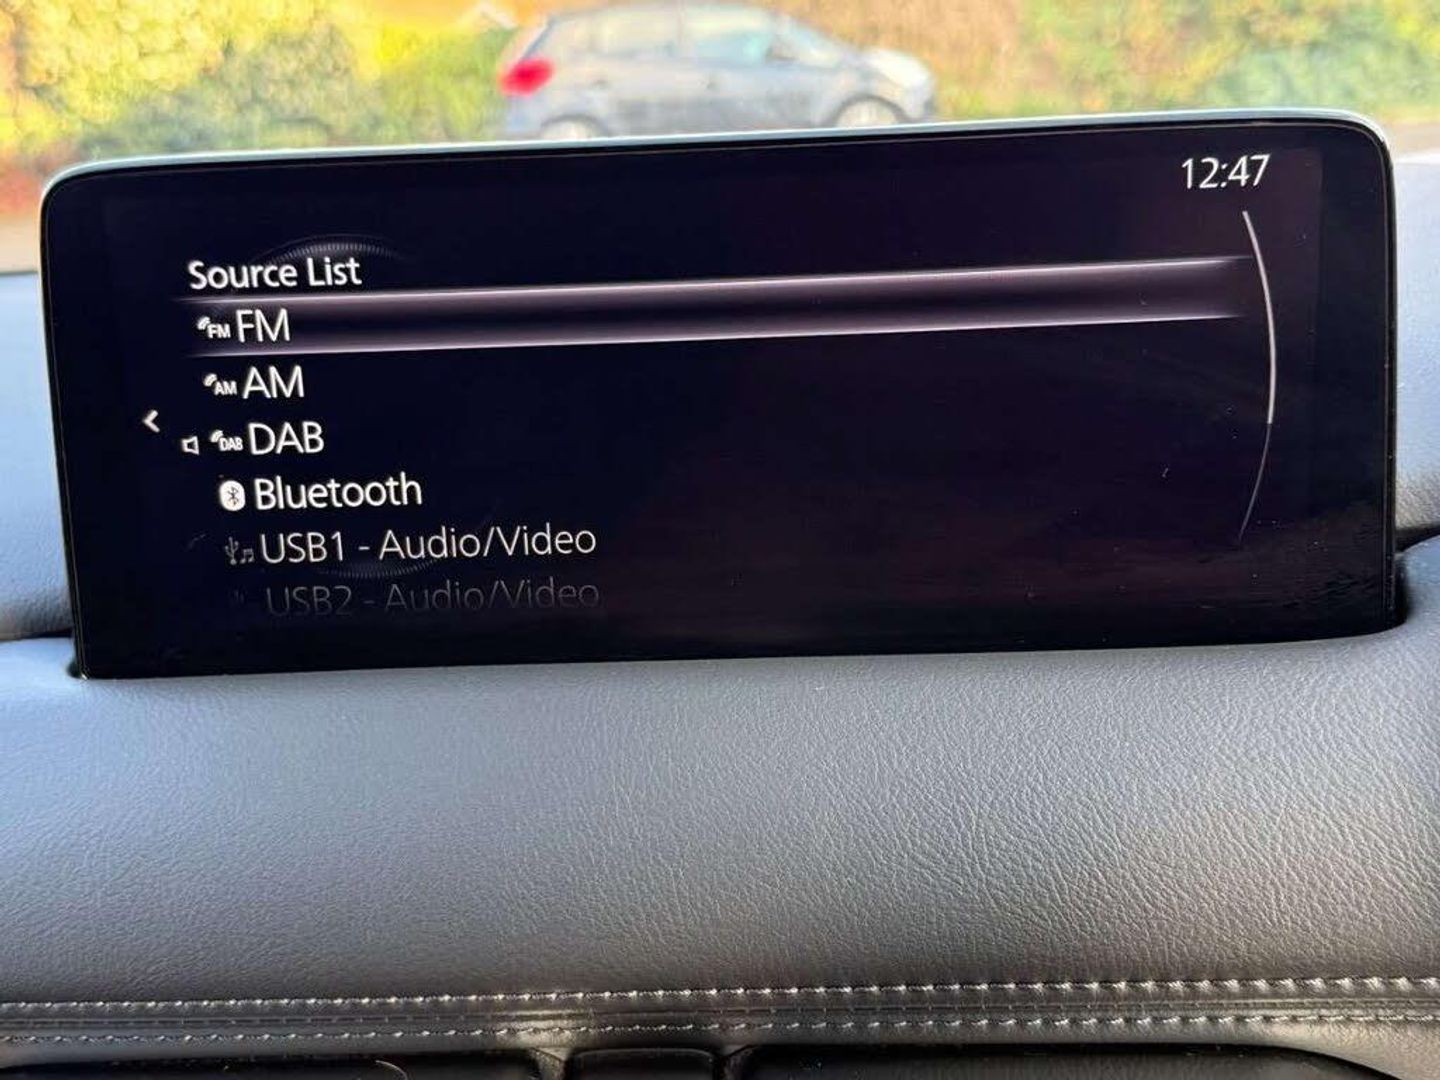 12:47
Source List
FM FM
AM AM
DAB DAB
Bluetooth
USB1 - Audio/Video
USB2 - Audio/Video